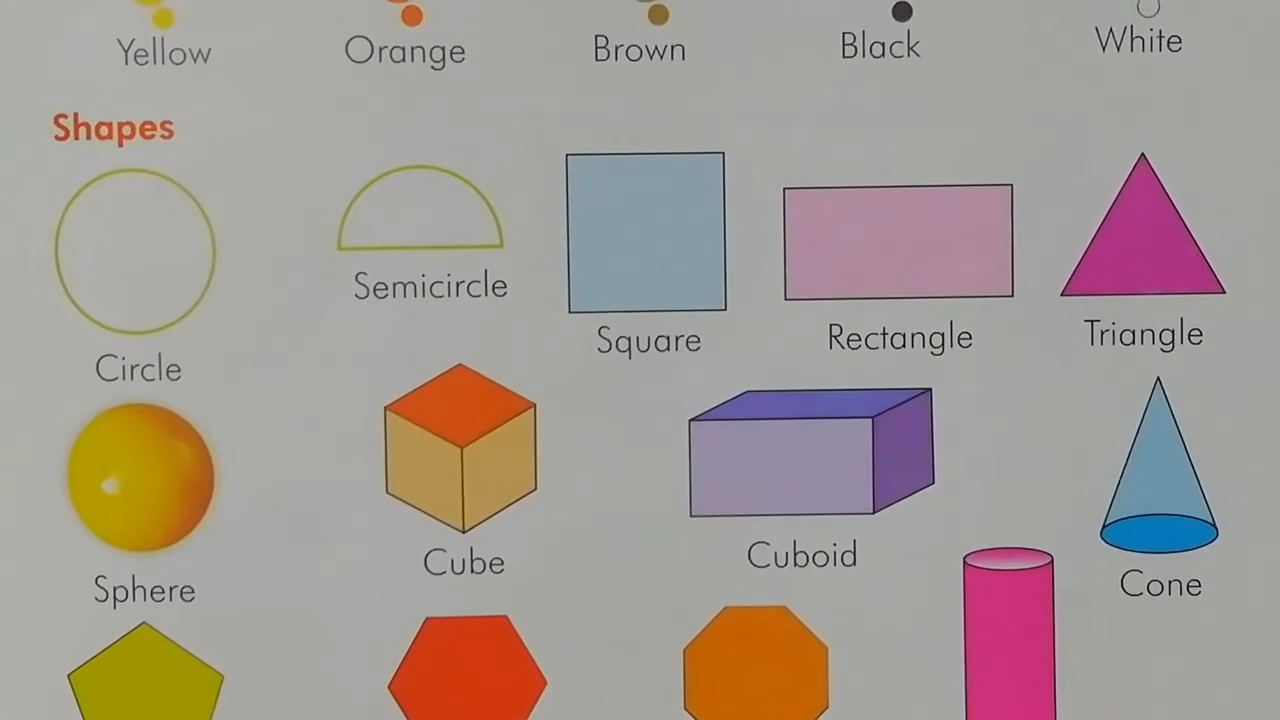 Yellow
Orange
Brown
Black
White
Shapes
Circle
Semicircle
Square
Rectangle
Triangle
Sphere
Cube
Cuboid
Cone